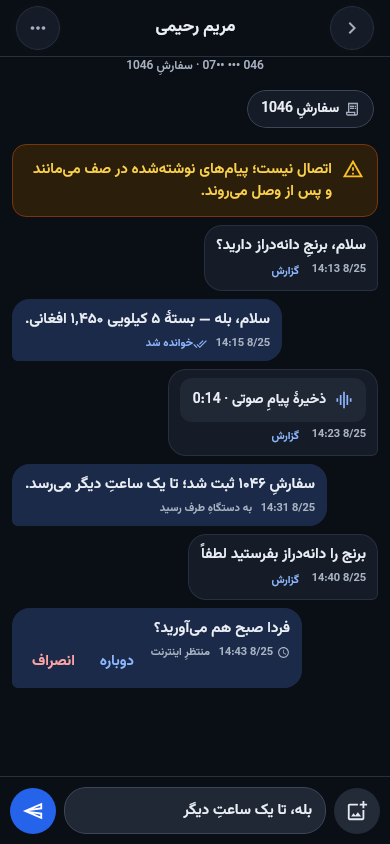 مریم رحیمی
سفارشِ 1046 · 07•• ••• 046
سفارشِ 1046
اتصال نیست؛ پیام‌های نوشته‌شده در صف می‌مانند
و پس از وصل می‌روند.
سلام، برنجِ دانه‌دراز دارید؟
8/25 14:13 گزارش
سلام، بله — بستهٔ ۵ کیلویی ۱٬۴۵۰ افغانی.
8/25 14:15 خوانده شد
ذخیرهٔ پیامِ صوتی · 0:14
8/25 14:23 گزارش
سفارشِ ۱۰۴۶ ثبت شد؛ تا یک ساعتِ دیگر می‌رسد.
8/25 14:31 به دستگاهِ طرف رسید
برنج را دانه‌دراز بفرستید لطفاً
8/25 14:40 گزارش
فردا صبح هم می‌آورید؟
8/25 14:43 منتظرِ اینترنت دوباره انصراف
بله، تا یک ساعتِ دیگر